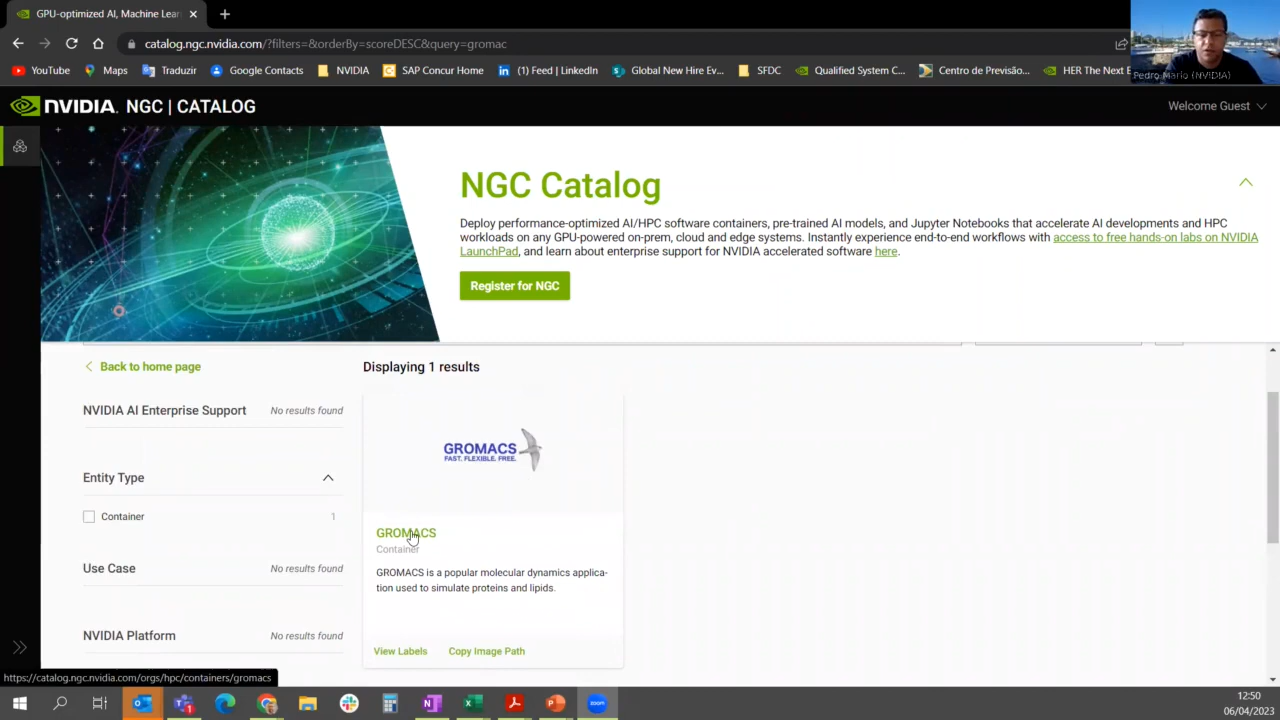 GPU-optimized AI, Machine Lear
catalog.ngc.nvidia.com/?filters=&orderBy=scoreDESC&query=gromac
YouTube
Maps
Traduzir
Google Contacts
NVIDIA
SAP Concur Home
(1) Feed | LinkedIn
Global New Hire Ev...
SFDC
Qualified System C...
Centro de Previsão...
HER The Next E
Pedro Mario (NVIDIA)
NVIDIA. NGC | CATALOG
Welcome Guest
NGC Catalog
Deploy performance-optimized AI/HPC software containers, pre-trained AI models, and Jupyter Notebooks that accelerate AI developments and HPC
workloads on any GPU-powered on-prem, cloud and edge systems. Instantly experience end-to-end workflows with access to free hands-on labs on NVIDIA
LaunchPad, and learn about enterprise support for NVIDIA accelerated software here.
Register for NGC
Back to home page
Displaying 1 results
NVIDIA AI Enterprise Support
No results found
Entity Type
Container
1
Use Case
No results found
NVIDIA Platform
No results found
GROMACS
FAST. FLEXIBLE. FREE.
GROMACS
Container
GROMACS is a popular molecular dynamics applica-
tion used to simulate proteins and lipids.
View Labels
Copy Image Path
https://catalog.ngc.nvidia.com/orgs/hpc/containers/gromacs
zoom
12:50
06/04/2023